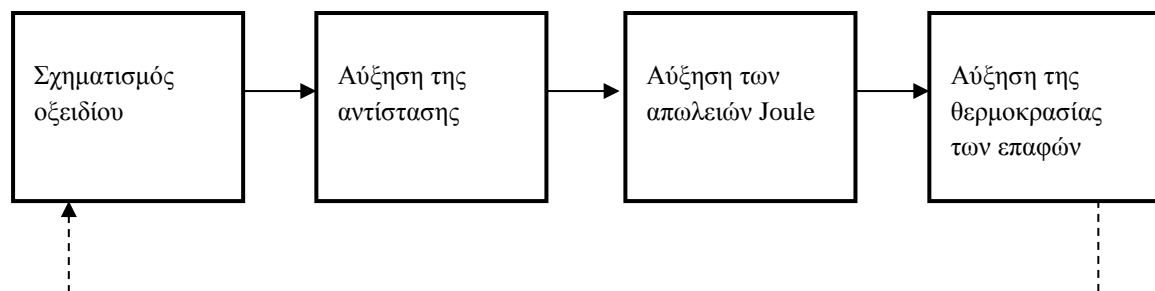 Σχηματισμός
οξειδίου
Αύξηση της
αντίστασης
Αύξηση των
απωλειών Joule
Αύξηση της
θερμοκρασίας
των επαφών